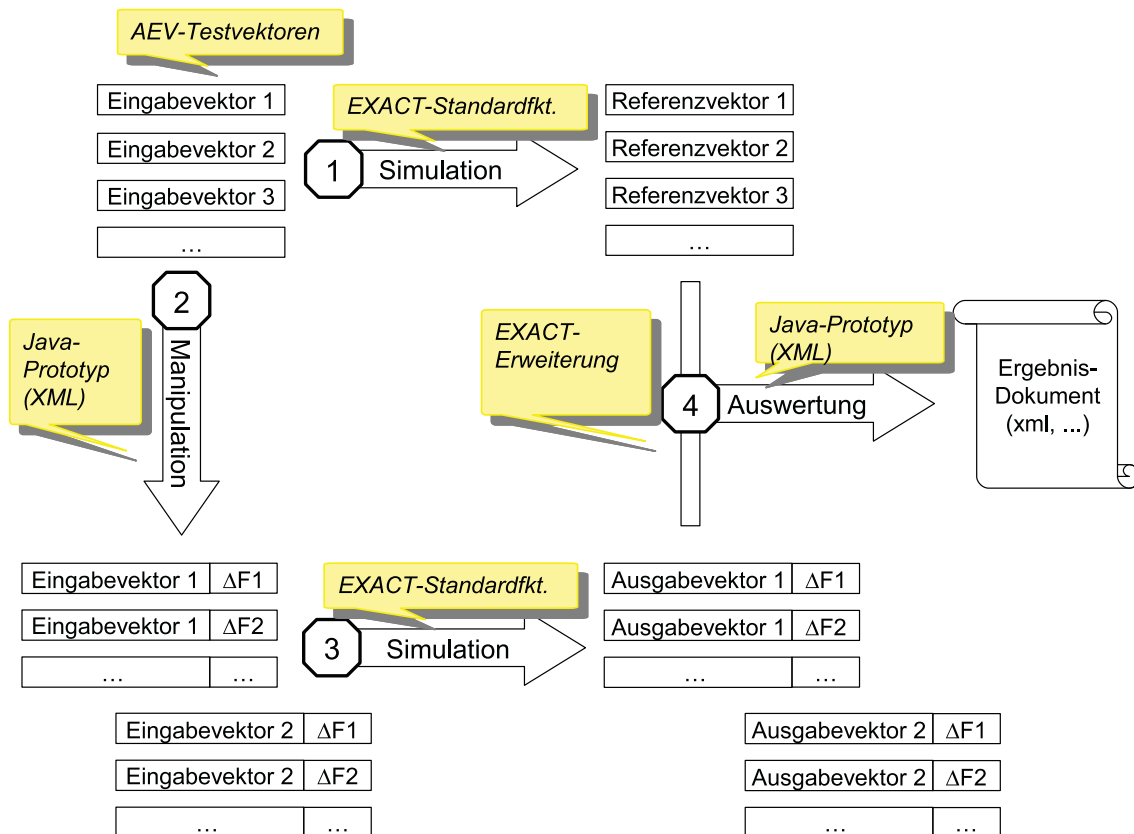 AEV-Testvektoren
Eingabevektor 1
Eingabevektor 2
Eingabevektor 3
...
EXACT-Standardfkt.
1
Simulation
Referenzvektor 1
Referenzvektor 2
Referenzvektor 3
...
2
Manipulation
Java-
Prototyp
(XML)
EXACT-
Erweiterung
Java-Prototyp
(XML)
4
Auswertung
Ergebnis-
Dokument
(xml, ...)
Eingabevektor 1 ΔF1
Eingabevektor 1 ΔF2
... ...
EXACT-Standardfkt.
3
Simulation
Ausgabevektor 1 ΔF1
Ausgabevektor 1 ΔF2
... ...
Eingabevektor 2 ΔF1
Eingabevektor 2 ΔF2
... ...
Ausgabevektor 2 ΔF1
Ausgabevektor 2 ΔF2
... ...